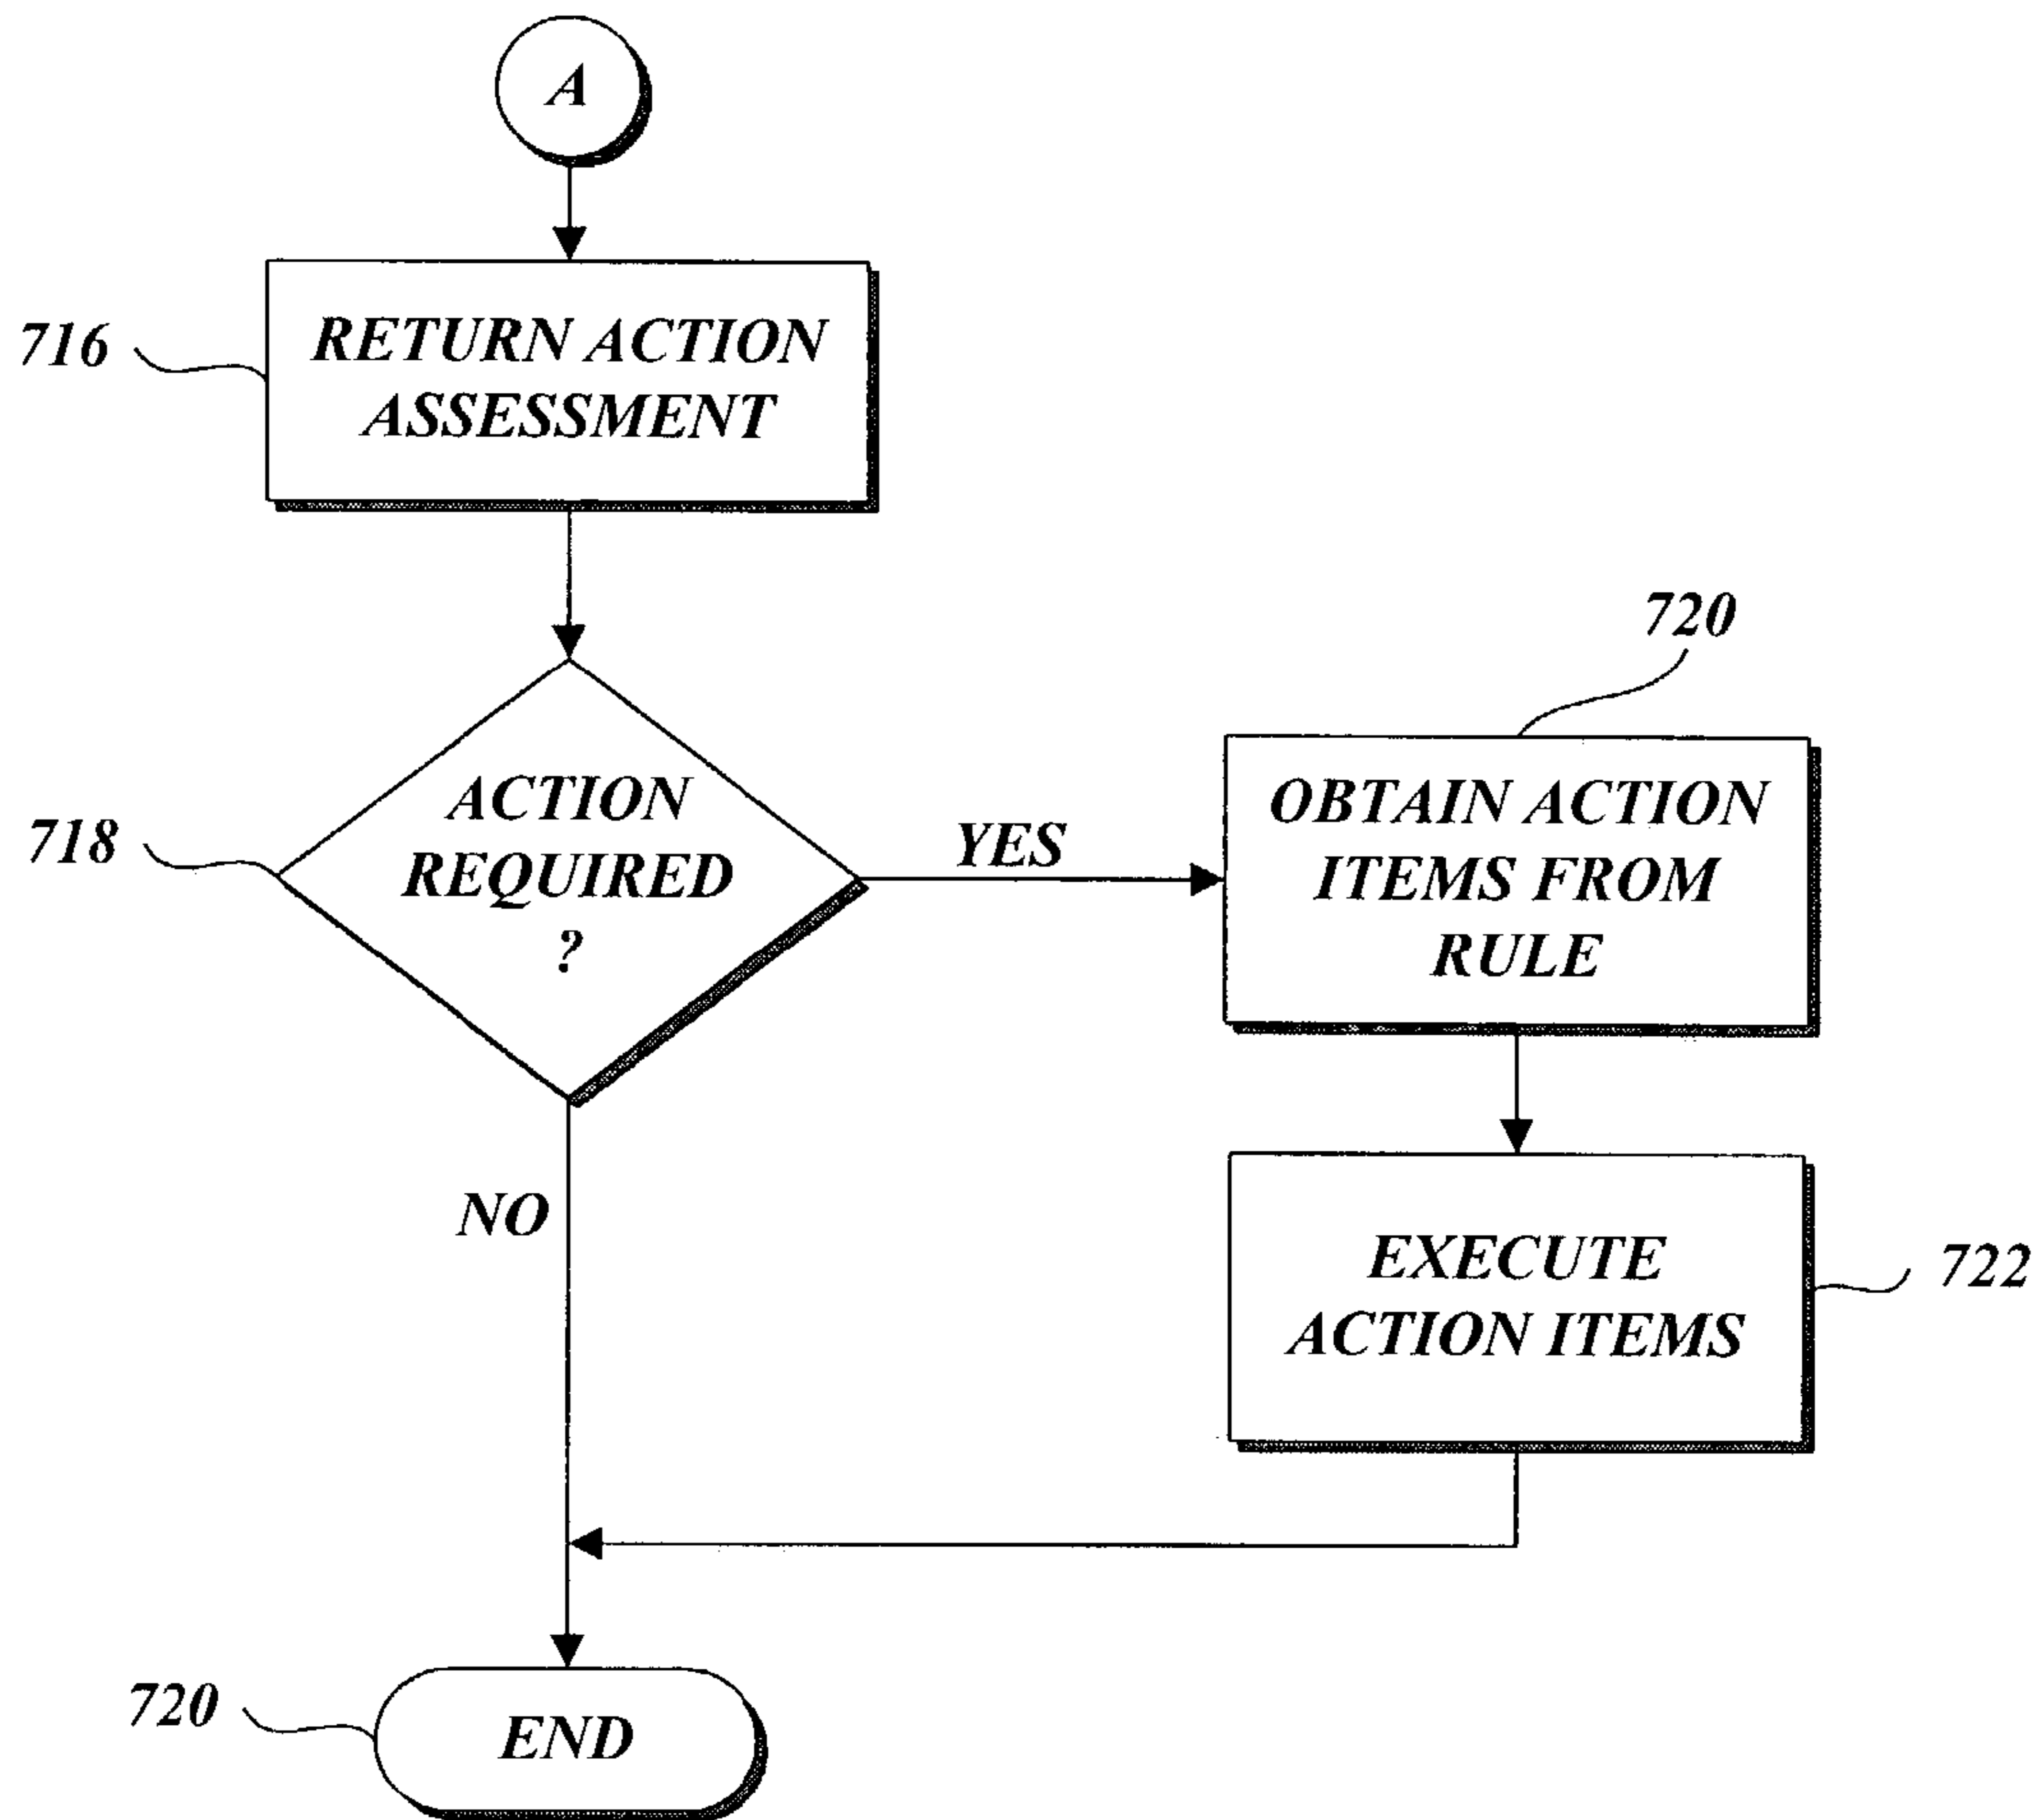 A
716
RETURN ACTION
ASSESSMENT
718
ACTION
REQUIRED
?
YES
720
OBTAIN ACTION
ITEMS FROM
RULE
NO
EXECUTE
ACTION ITEMS
722
720
END